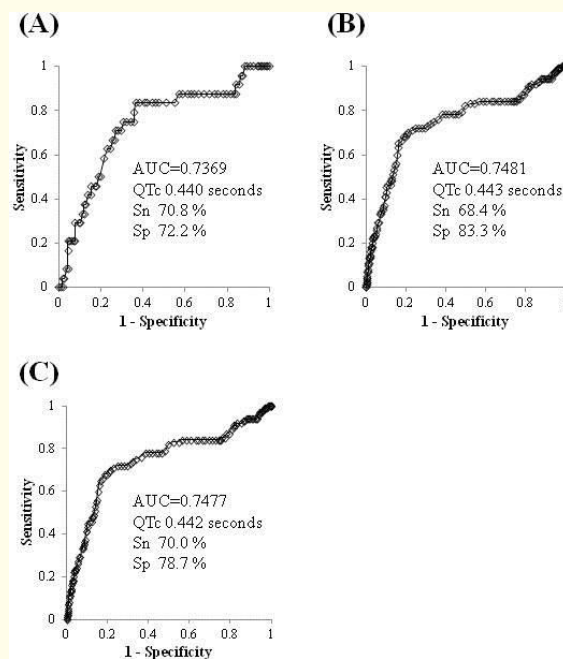 (A)
1
0.8
0.6
0.4
0.2
0
0 0.2 0.4 0.6 0.8 1
Sensitivity
1 - Specificity
AUC=0.7369
QTc 0.440 seconds
Sn 70.8 %
Sp 72.2 %
(B)
1
0.8
0.6
0.4
0.2
0
0 0.2 0.4 0.6 0.8 1
Sensitivity
1 - Specificity
AUC=0.7481
QTc 0.443 seconds
Sn 68.4 %
Sp 83.3 %
(C)
1
0.8
0.6
0.4
0.2
0
0 0.2 0.4 0.6 0.8 1
Sensitivity
1 - Specificity
AUC=0.7477
QTc 0.442 seconds
Sn 70.0 %
Sp 78.7 %